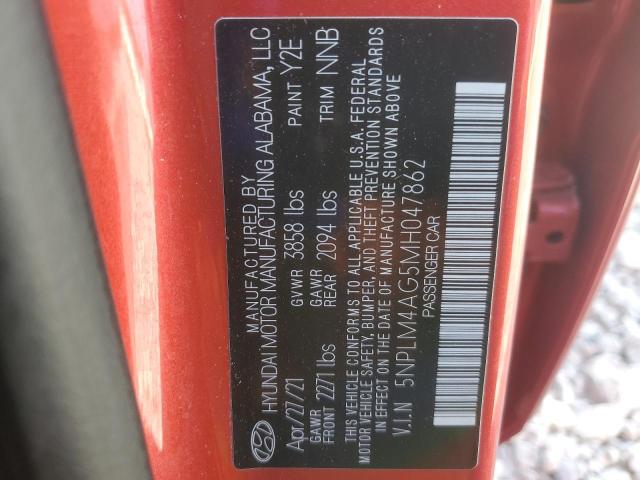 MANUFACTURED BY
HYUNDAI MOTOR MANUFACTURING ALABAMA, LLC
Apr/27/21 GVWR 3858 lbs PAINT Y2E
GAWR FRONT 2271 lbs GAWR REAR 2094 lbs TRIM NNB
THIS VEHICLE CONFORMS TO ALL APPLICABLE U.S.A. FEDERAL
MOTOR VEHICLE SAFETY, BUMPER, AND THEFT PREVENTION STANDARDS
IN EFFECT ON THE DATE OF MANUFACTURE SHOWN ABOVE
V.I.N 5NPLM4AG5MH047862
PASSENGER CAR